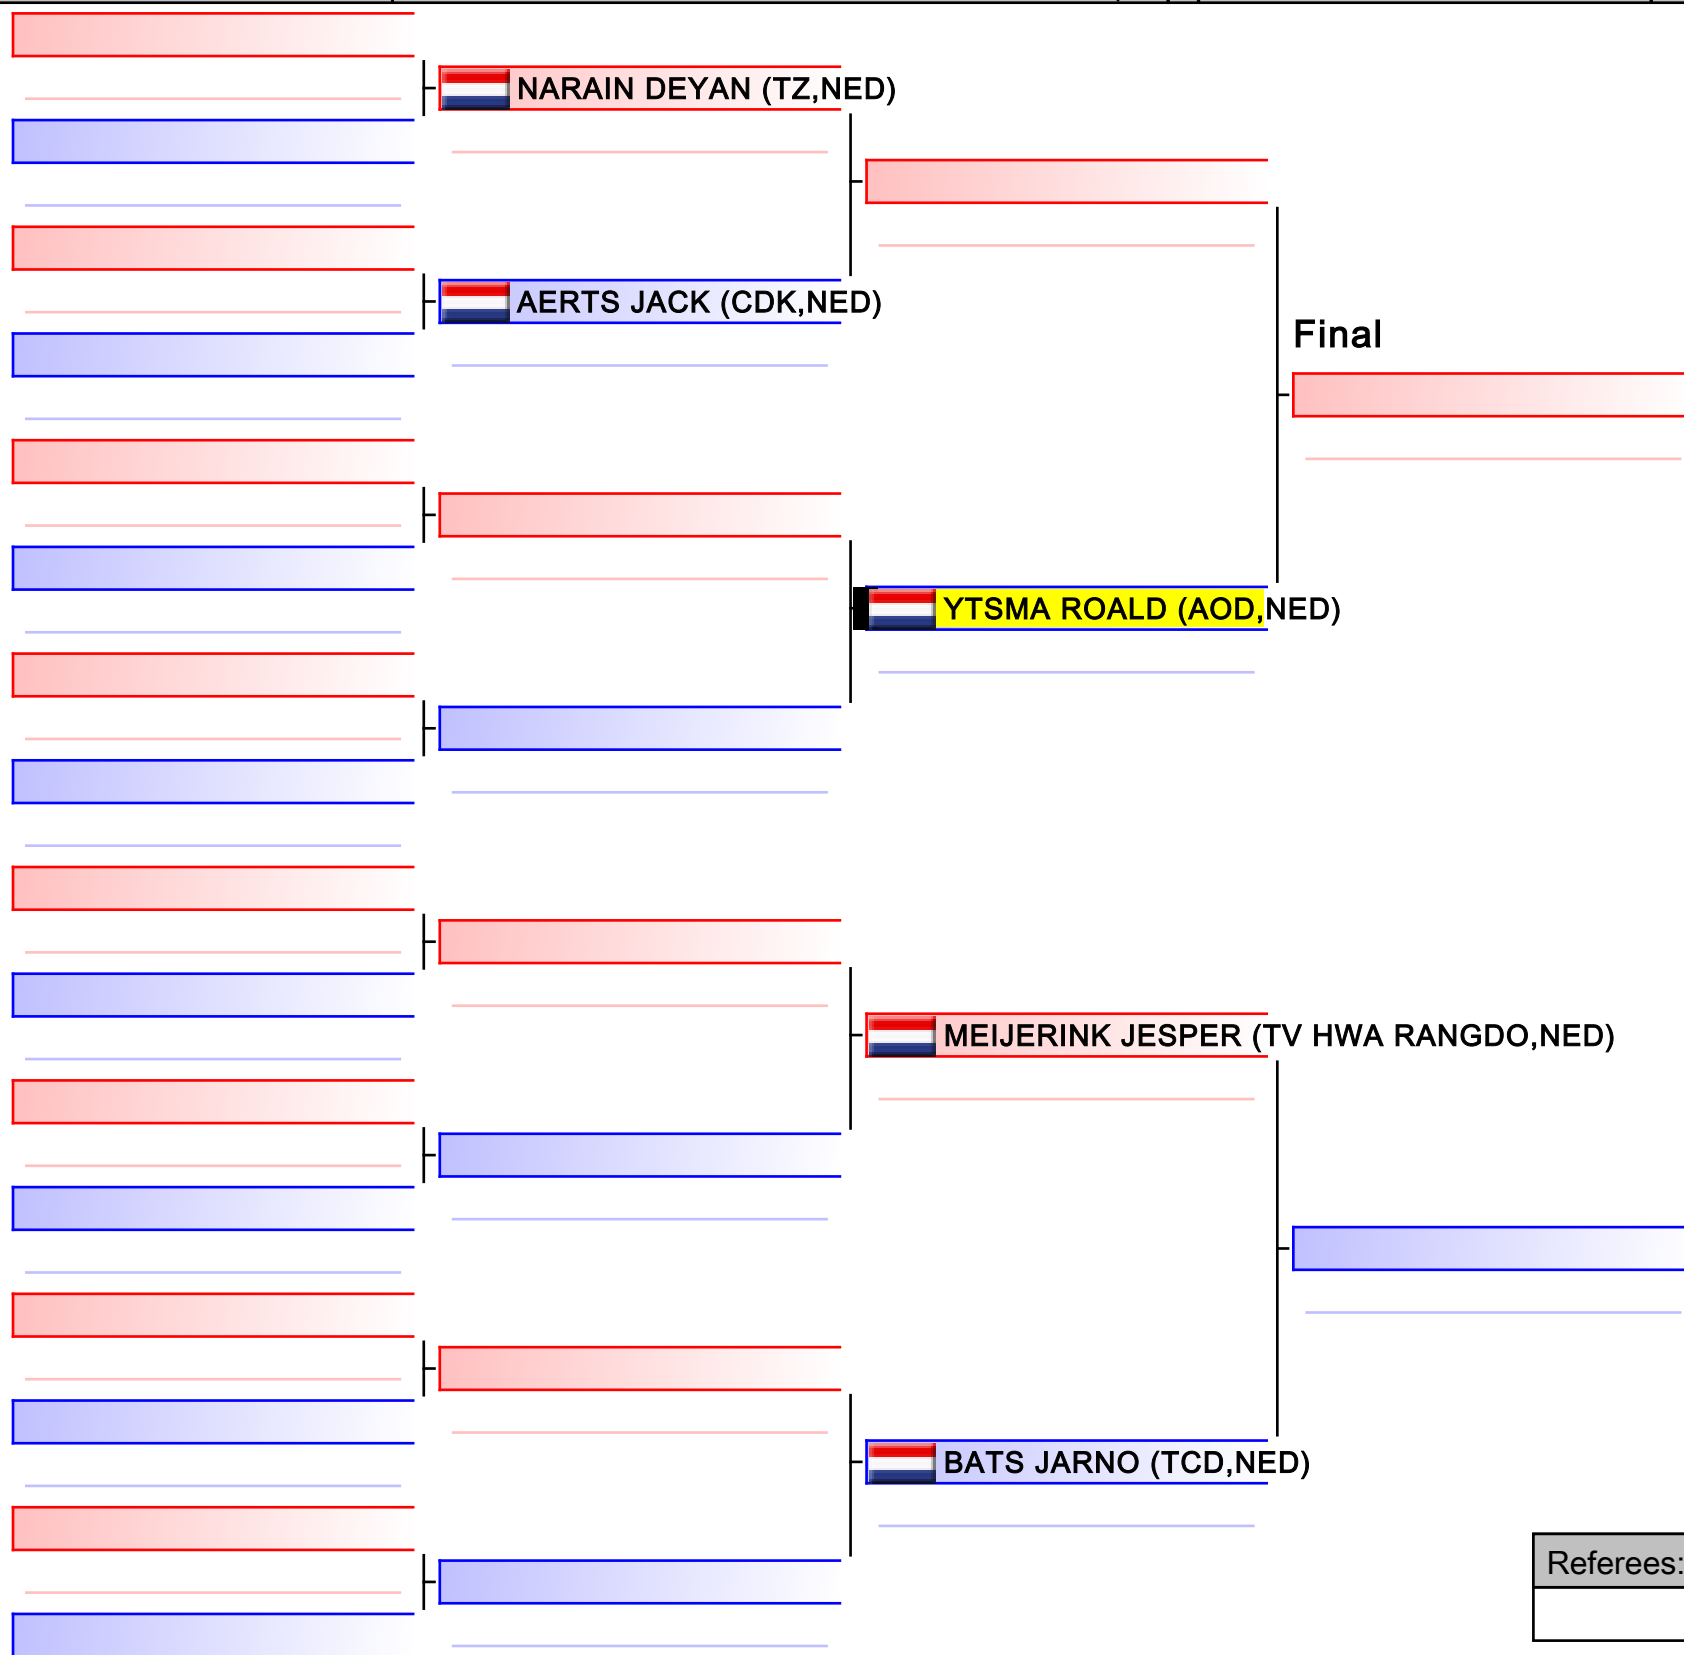 NARAIN DEYAN (TZ,NED)
AERTS JACK (CDK,NED)
Final
YTSMA ROALD (AOD,NED)
MEIJERINK JESPER (TV HWA RANGDO,NED)
BATS JARNO (TCD,NED)
Referees: